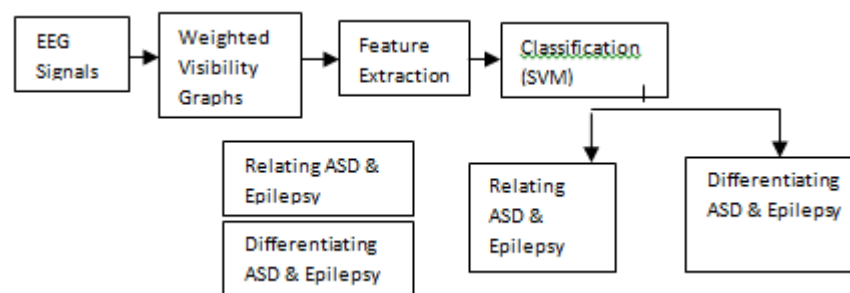 EEG
Signals
Weighted
Visibility
Graphs
Feature
Extraction
Classification
(SVM)
Relating ASD &
Epilepsy
Differentiating
ASD & Epilepsy
Relating
ASD &
Epilepsy
Differentiating
ASD & Epilepsy